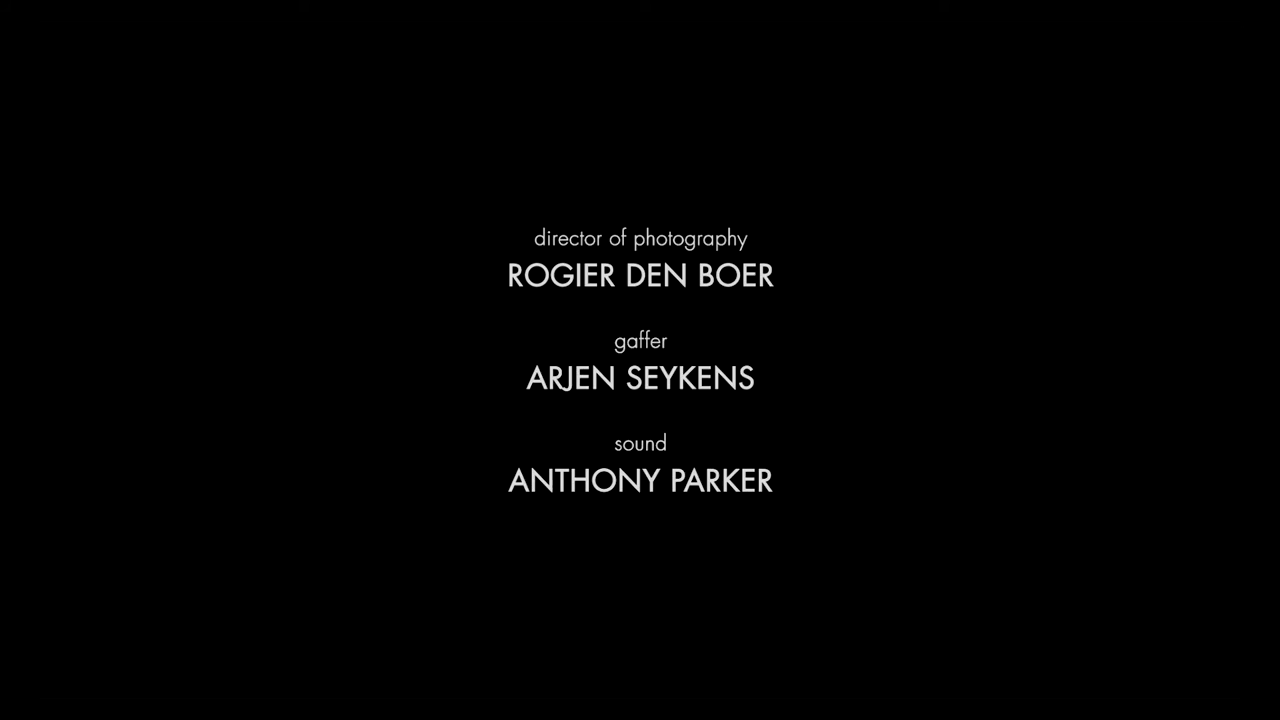 director of photography
ROGIER DEN BOER
gaffer
ARJEN SEYKENS
sound
ANTHONY PARKER